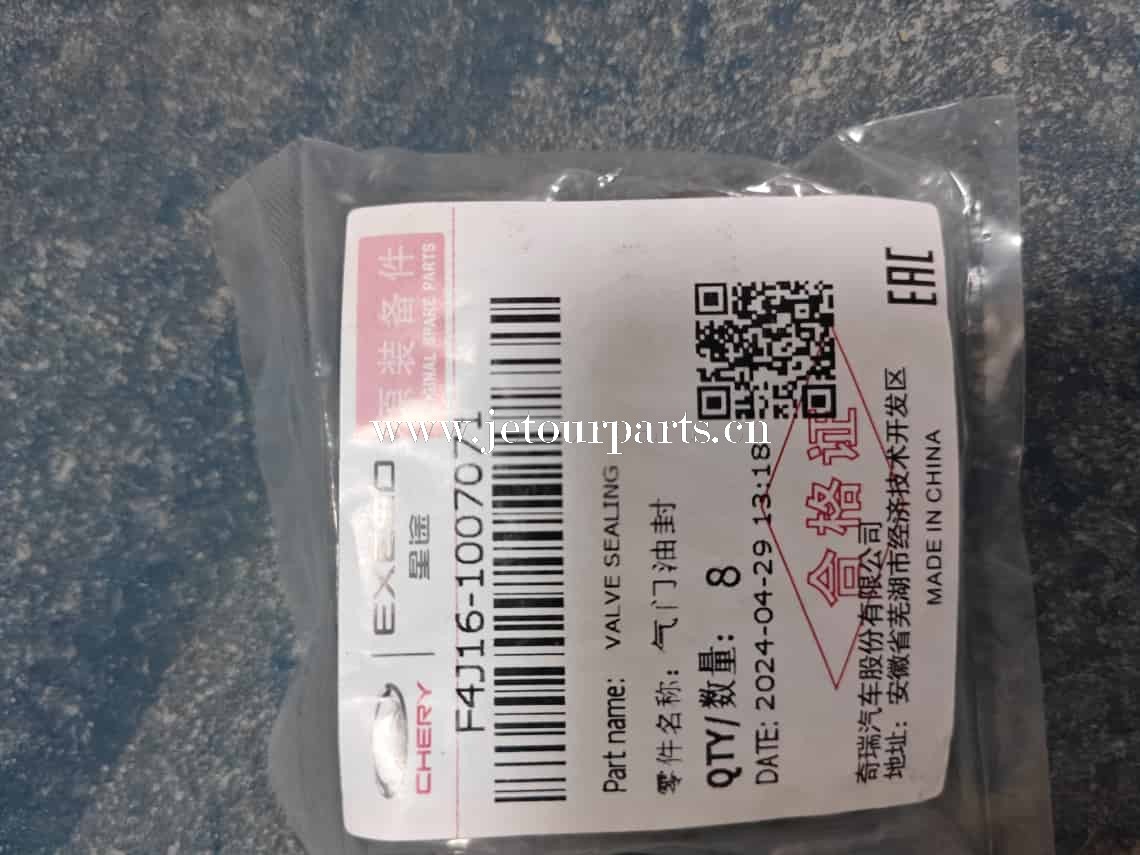 CHERY
EXEED
星途
原装备件
ORIGINAL SPARE PARTS
F4J16-1007071
www.jetourparts.cn
Part name: VALVE SEALING
零件名称: 气门油封
QTY/数量: 8
DATE: 2024-04-29 13:18
合格证
奇瑞汽车股份有限公司
地址: 安徽省芜湖市经济技术开发区
MADE IN CHINA
EAC